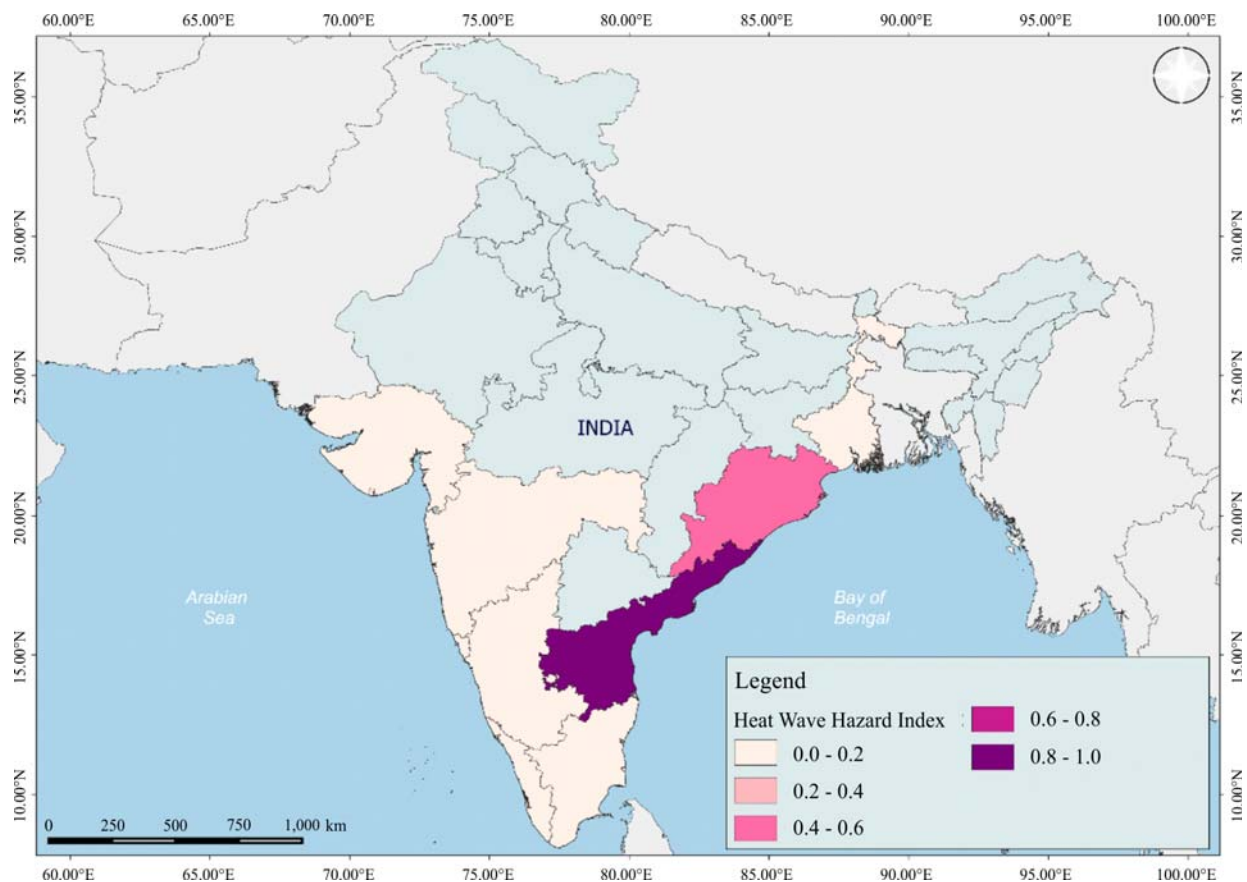 60.00°E 65.00°E 70.00°E 75.00°E 80.00°E 85.00°E 90.00°E 95.00°E 100.00°E
35.00°N 35.00°N
30.00°N 30.00°N
25.00°N 25.00°N
INDIA
20.00°N 20.00°N
Arabian
Sea
Bay of
Bengal
15.00°N 15.00°N
Legend
Heat Wave Hazard Index
0.0 - 0.2
0.2 - 0.4
0.4 - 0.6
0.6 - 0.8
0.8 - 1.0
10.00°N 10.00°N
0 250 500 750 1,000 km
60.00°E 65.00°E 70.00°E 75.00°E 80.00°E 85.00°E 90.00°E 95.00°E 100.00°E